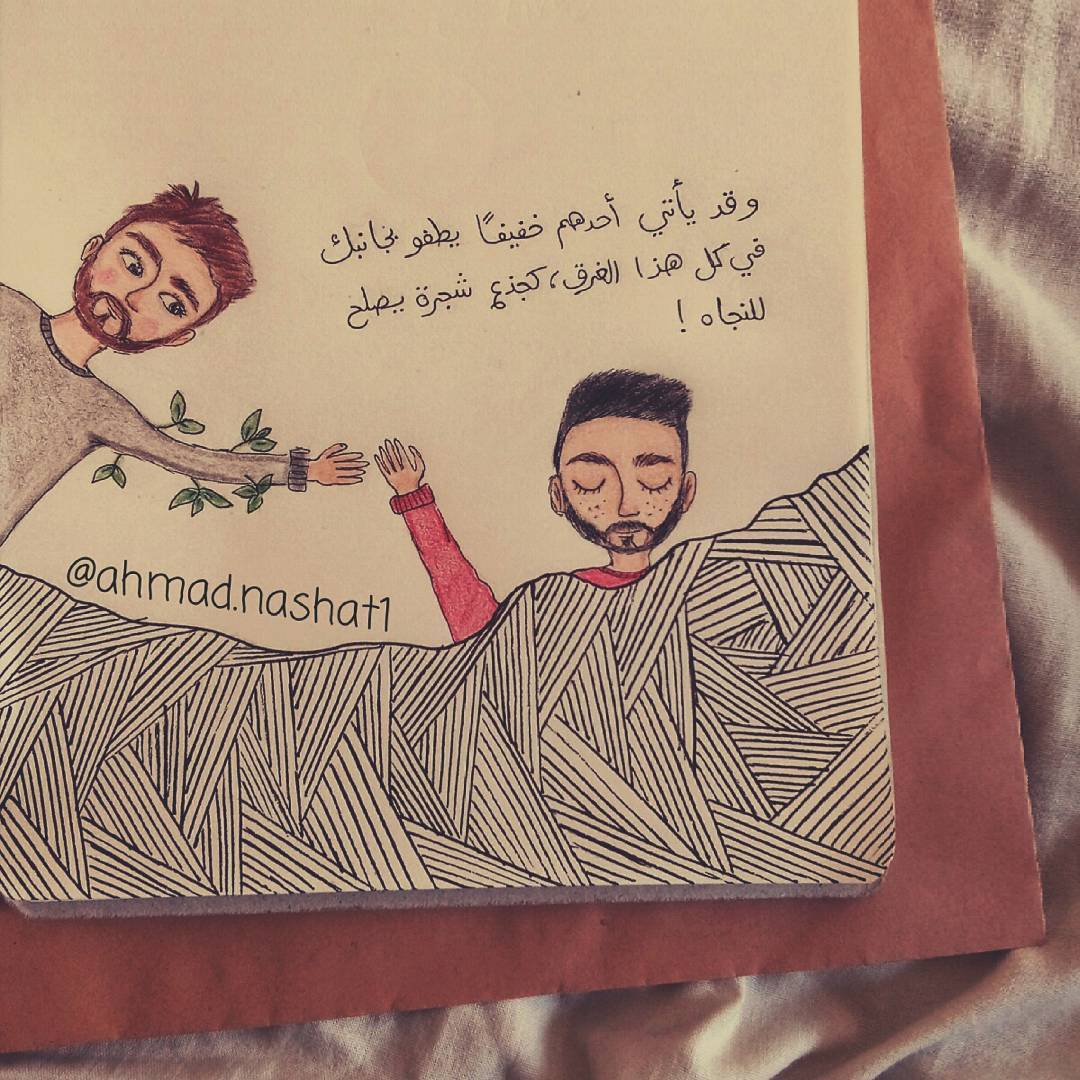 وقد يأتي أحدهم خفيفًا يطفو بجانبك
في كل هذا الغرق، كجذع شجرة يصلح
للنجاه !
@ahmad.nashat1